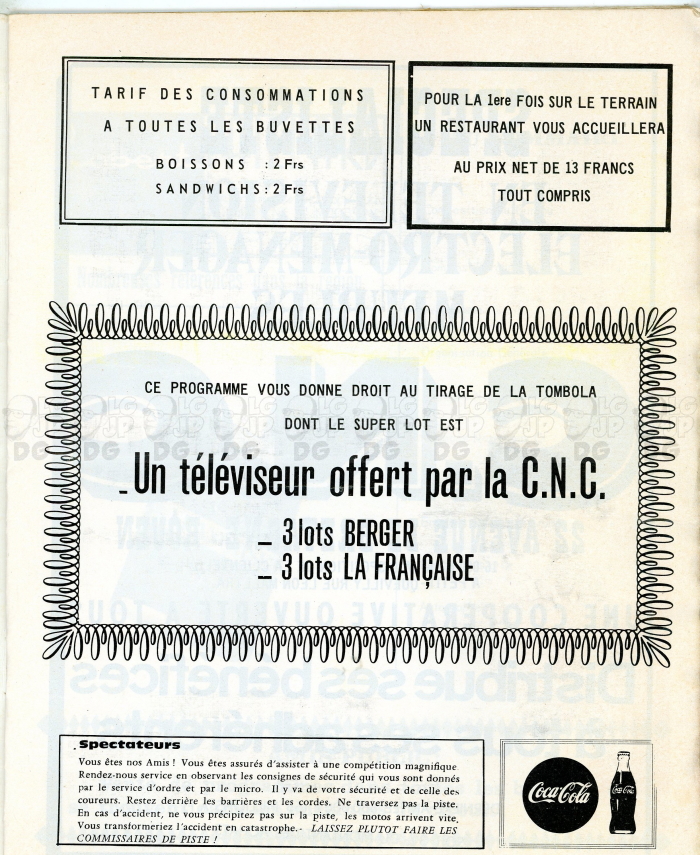 TARIF DES CONSOMMATIONS
A TOUTES LES BUVETTES
BOISSONS : 2 Frs
SANDWICHS : 2 Frs
POUR LA 1ere FOIS SUR LE TERRAIN
UN RESTAURANT VOUS ACCUEILLERA
AU PRIX NET DE 13 FRANCS
TOUT COMPRIS
CE PROGRAMME VOUS DONNE DROIT AU TIRAGE DE LA TOMBOLA
DONT LE SUPER LOT EST
_ Un téléviseur offert par la C.N.C.
_ 3 lots BERGER
_ 3 lots LA FRANÇAISE
Spectateurs
Vous êtes nos Amis ! Vous êtes assurés d'assister à une compétition magnifique
Rendez-nous service en observant les consignes de sécurité qui vous sont donnés
par le service d'ordre et par le micro. Il y va de votre sécurité et de celle des
coureurs. Restez derrière les barrières et les cordes. Ne traversez pas la piste.
En cas d'accident, ne vous précipitez pas sur la piste, les motos arrivent vite.
Vous transformeriez l'accident en catastrophe.- LAISSEZ PLUTOT FAIRE LES
COMMISSAIRES DE PISTE !
Coca-Cola